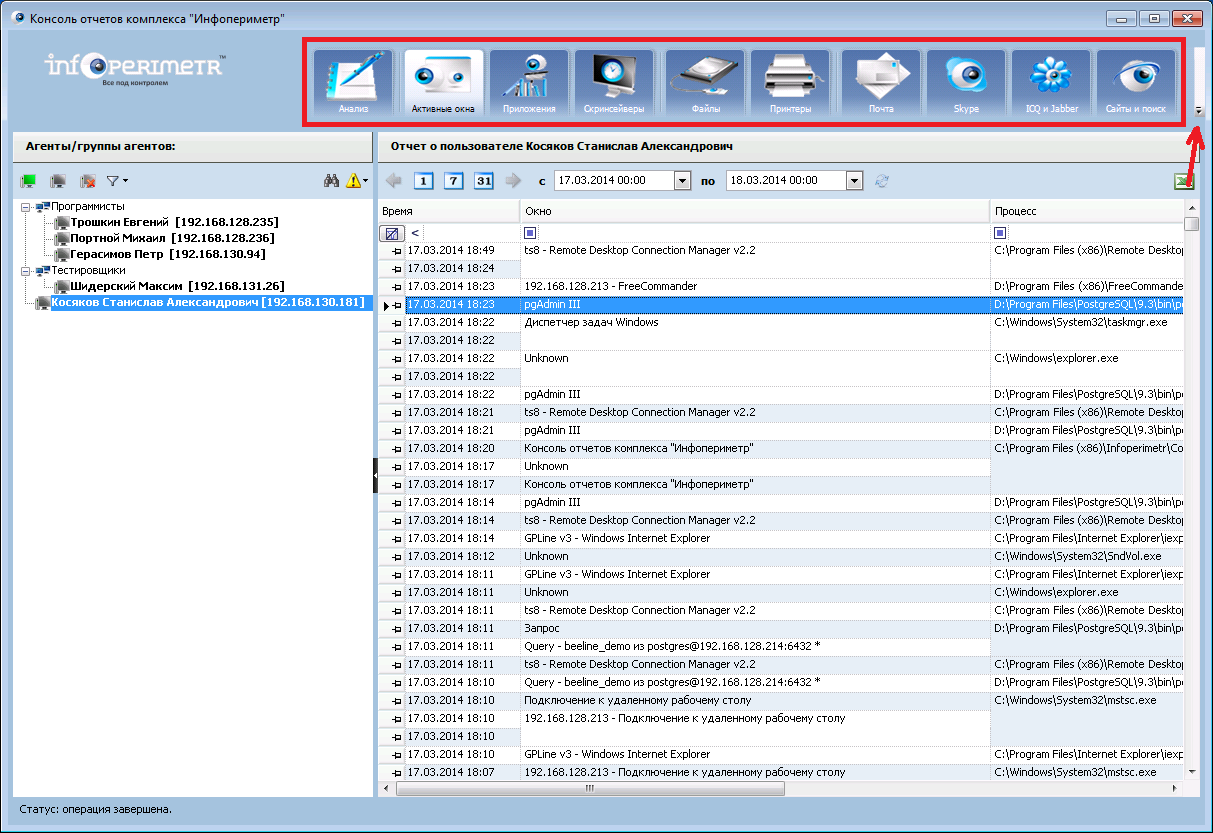 Консоль отчетов комплекса "Инфопериметр"
infoperimetr™
Все под контролем
Анализ
Активные окна
Приложения
Скринсейверы
Файлы
Принтеры
Почта
Skype
ICQ и Jabber
Сайты и поиск
Агенты/группы агентов:
Отчет о пользователе Косяков Станислав Александрович
1 7 31 с 17.03.2014 00:00 по 18.03.2014 00:00
Программисты
Трошкин Евгений [192.168.128.235]
Портной Михаил [192.168.128.236]
Герасимов Петр [192.168.130.94]
Тестировщики
Шидерский Максим [192.168.131.26]
Косяков Станислав Александрович [192.168.130.181]
Время Окно Процесс
<
17.03.2014 18:49 ts8 - Remote Desktop Connection Manager v2.2 C:\Program Files (x86)\Remote Deskto
17.03.2014 18:24
17.03.2014 18:23 192.168.128.213 - FreeCommander D:\Program Files (x86)\FreeCommande
17.03.2014 18:23 pgAdmin III D:\Program Files\PostgreSQL\9.3\bin\p
17.03.2014 18:22 Диспетчер задач Windows C:\Windows\System32\taskmgr.exe
17.03.2014 18:22
17.03.2014 18:22 Unknown C:\Windows\explorer.exe
17.03.2014 18:22
17.03.2014 18:22 pgAdmin III D:\Program Files\PostgreSQL\9.3\bin\p
17.03.2014 18:21 ts8 - Remote Desktop Connection Manager v2.2 C:\Program Files (x86)\Remote Deskto
17.03.2014 18:21 pgAdmin III D:\Program Files\PostgreSQL\9.3\bin\p
17.03.2014 18:20 Консоль отчетов комплекса "Инфопериметр" C:\Program Files (x86)\Infoperimetr\Co
17.03.2014 18:17 Unknown
17.03.2014 18:17 Консоль отчетов комплекса "Инфопериметр"
17.03.2014 18:14 pgAdmin III D:\Program Files\PostgreSQL\9.3\bin\p
17.03.2014 18:14 ts8 - Remote Desktop Connection Manager v2.2 C:\Program Files (x86)\Remote Deskto
17.03.2014 18:14 GPLine v3 - Windows Internet Explorer C:\Program Files\Internet Explorer\iexp
17.03.2014 18:12 Unknown C:\Windows\System32\SndVol.exe
17.03.2014 18:11 GPLine v3 - Windows Internet Explorer C:\Program Files\Internet Explorer\iexp
17.03.2014 18:11 Unknown C:\Windows\explorer.exe
17.03.2014 18:11 ts8 - Remote Desktop Connection Manager v2.2 C:\Program Files (x86)\Remote Deskto
17.03.2014 18:11 Запрос D:\Program Files\PostgreSQL\9.3\bin\p
17.03.2014 18:11 Query - beeline_demo из postgres@192.168.128.214:6432 *
17.03.2014 18:11 ts8 - Remote Desktop Connection Manager v2.2 C:\Program Files (x86)\Remote Deskto
17.03.2014 18:10 Query - beeline_demo из postgres@192.168.128.214:6432 * D:\Program Files\PostgreSQL\9.3\bin\p
17.03.2014 18:10 Подключение к удаленному рабочему столу C:\Windows\System32\mstsc.exe
17.03.2014 18:10 192.168.128.213 - Подключение к удаленному рабочему столу
17.03.2014 18:10
17.03.2014 18:10 GPLine v3 - Windows Internet Explorer C:\Program Files\Internet Explorer\iexp
17.03.2014 18:07 192.168.128.213 - Подключение к удаленному рабочему столу C:\Windows\System32\mstsc.exe
Статус: операция завершена.